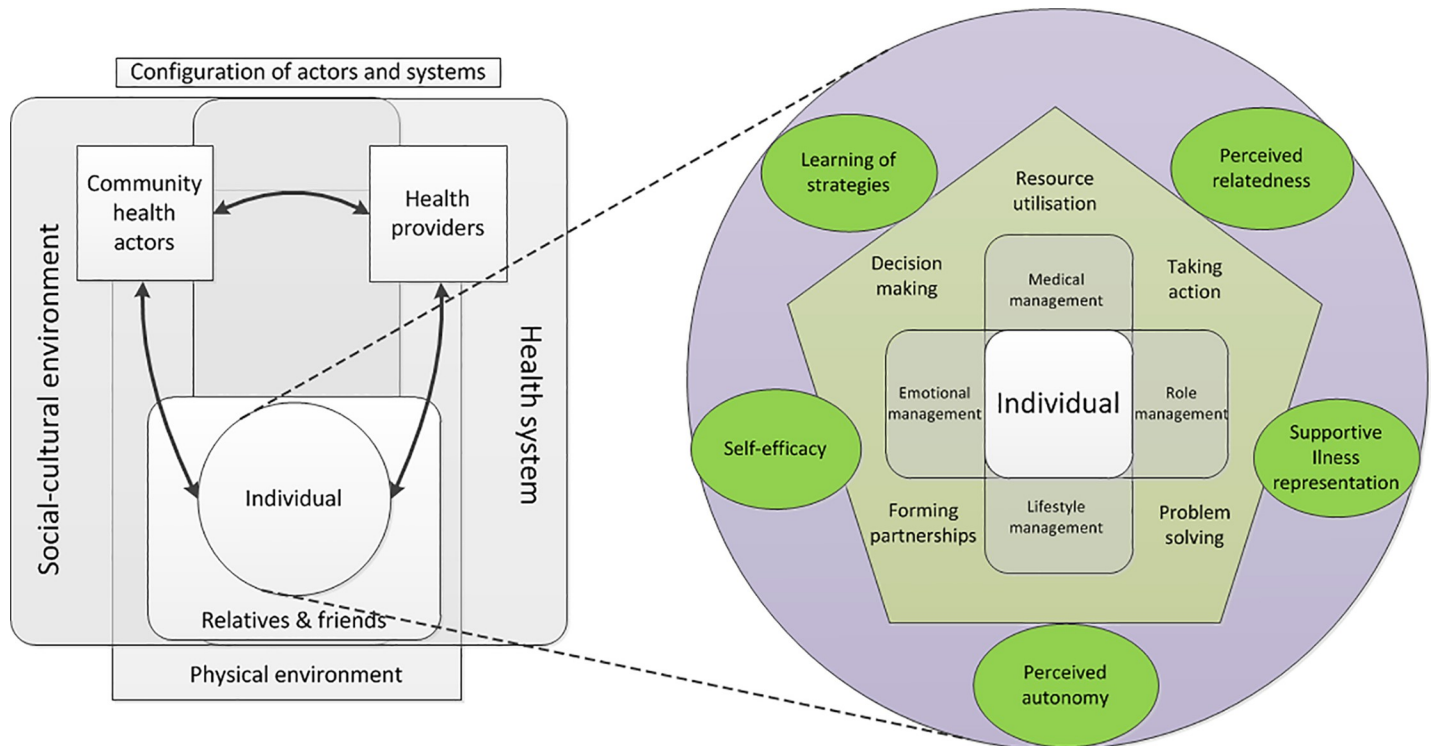 Configuration of actors and systems
Community
health
actors
Health
providers
Social-cultural environment
Health system
Individual
Relatives & friends
Physical environment
Learning of
strategies
Perceived
relatedness
Resource
utilisation
Decision
making
Taking
action
Medical
management
Emotional
management
Individual
Role
management
Self-efficacy
Supportive
Ilness
representation
Lifestyle
management
Forming
partnerships
Problem
solving
Perceived
autonomy